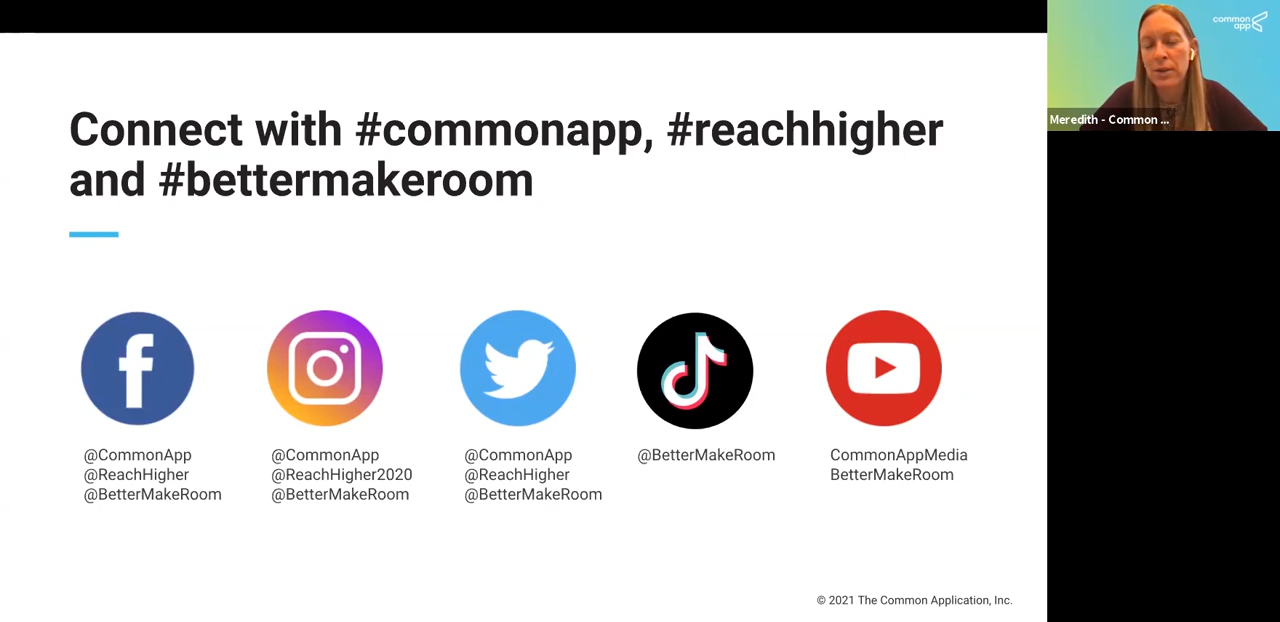 common
app
Meredith - Common ...
Connect with #commonapp, #reachhigher
and #bettermakeroom
@CommonApp
@ReachHigher
@BetterMakeRoom
@CommonApp
@ReachHigher2020
@BetterMakeRoom
@CommonApp
@ReachHigher
@BetterMakeRoom
@BetterMakeRoom
CommonAppMedia
BetterMakeRoom
© 2021 The Common Application, Inc.